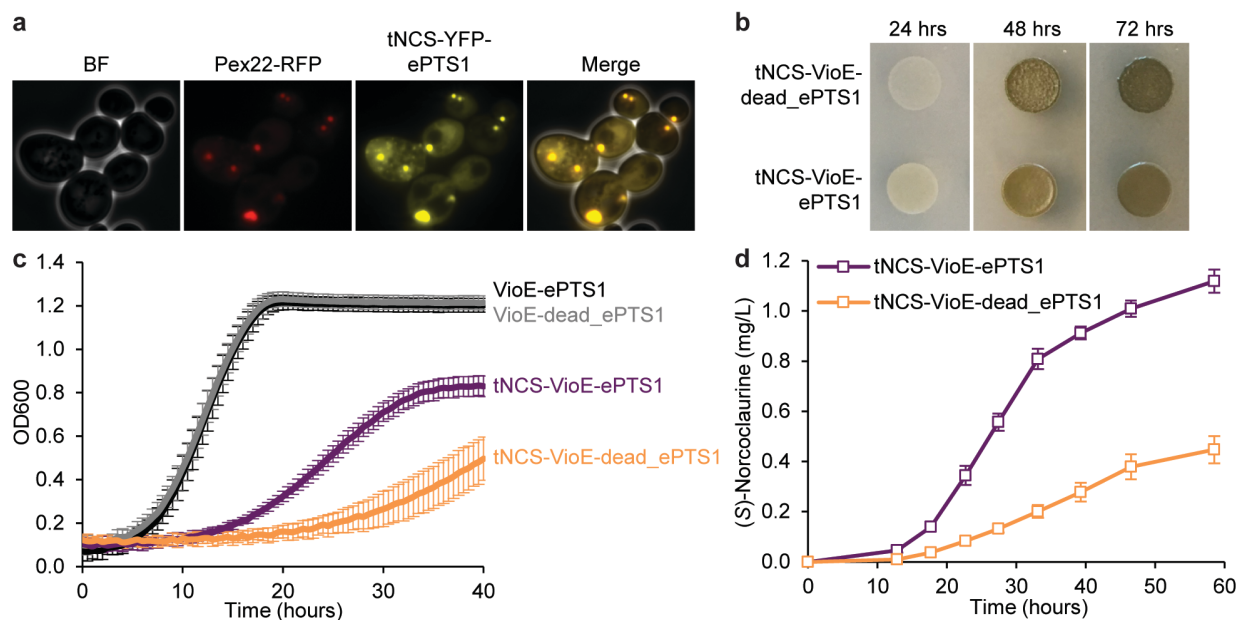 a
BF
Pex22-RFP
tNCS-YFP-
ePTS1
Merge
b
24 hrs
48 hrs
72 hrs
tNCS-VioE-
dead_ePTS1
tNCS-VioE-
ePTS1
c
OD600
1.4
1.2
1.0
0.8
0.6
0.4
0.2
0.0
0
10
20
30
40
Time (hours)
VioE-ePTS1
VioE-dead_ePTS1
tNCS-VioE-ePTS1
tNCS-VioE-dead_ePTS1
d
tNCS-VioE-ePTS1
tNCS-VioE-dead_ePTS1
(S)-Norcoclaurine (mg/L)
1.2
1.0
0.8
0.6
0.4
0.2
0.0
0
10
20
30
40
50
60
Time (hours)